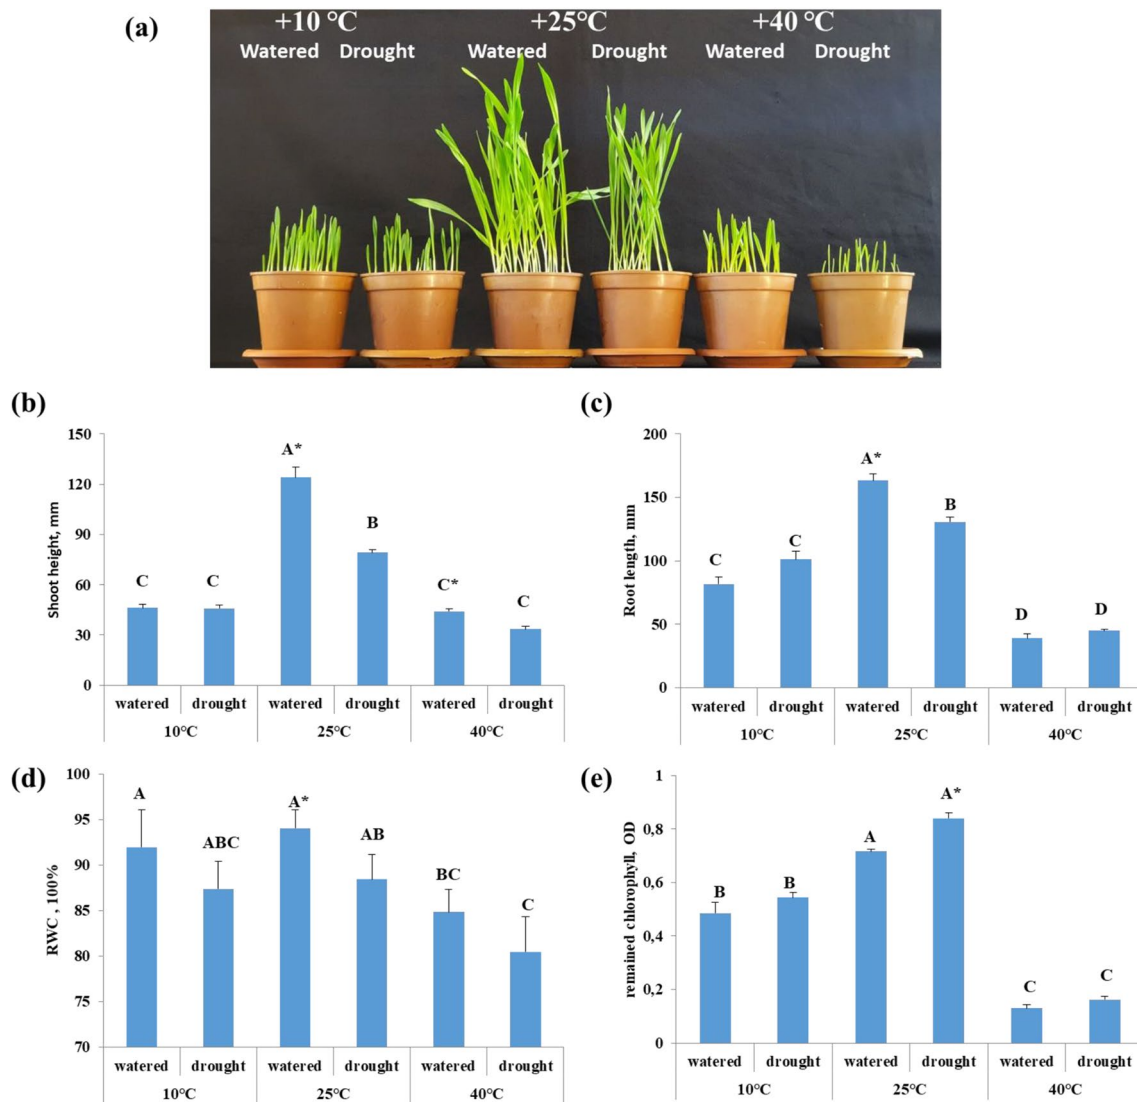 (a)
+10 °C +25°C +40 °C
Watered Drought Watered Drought Watered Drought
(b)
150
120
90
60
30
0
Shoot height, mm
C C A* B C* C
watered drought watered drought watered drought
10°C 25°C 40°C
(c)
200
150
100
50
0
Root length, mm
C C A* B D D
watered drought watered drought watered drought
10°C 25°C 40°C
(d)
100
95
90
85
80
75
70
RWC , 100%
A ABC A* AB BC C
watered drought watered drought watered drought
10°C 25°C 40°C
(e)
1
0,8
0,6
0,4
0,2
0
remained chlorophyll, OD
B B A A* C C
watered drought watered drought watered drought
10°C 25°C 40°C